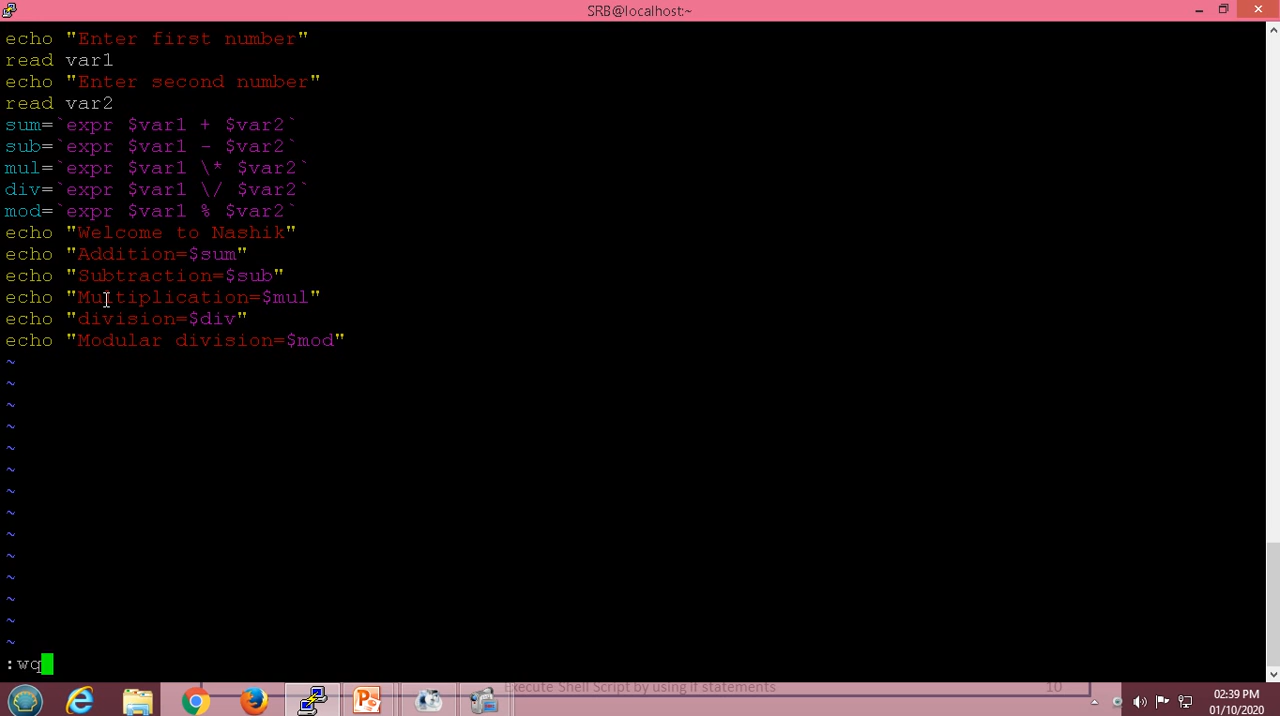 SRB@localhost:~
echo "Enter first number"
read var1
echo "Enter second number"
read var2
sum=`expr $var1 + $var2`
sub=`expr $var1 - $var2`
mul=`expr $var1 \* $var2`
div=`expr $var1 \/ $var2`
mod=`expr $var1 % $var2`
echo "Welcome to Nashik"
echo "Addition=$sum"
echo "Subtraction=$sub"
echo "Multiplication=$mul"
echo "division=$div"
echo "Modular division=$mod"
~
~
~
~
~
~
~
~
~
~
~
~
~
~
:wq
Execute Shell Script by using if statements 10
02:39 PM
01/10/2020